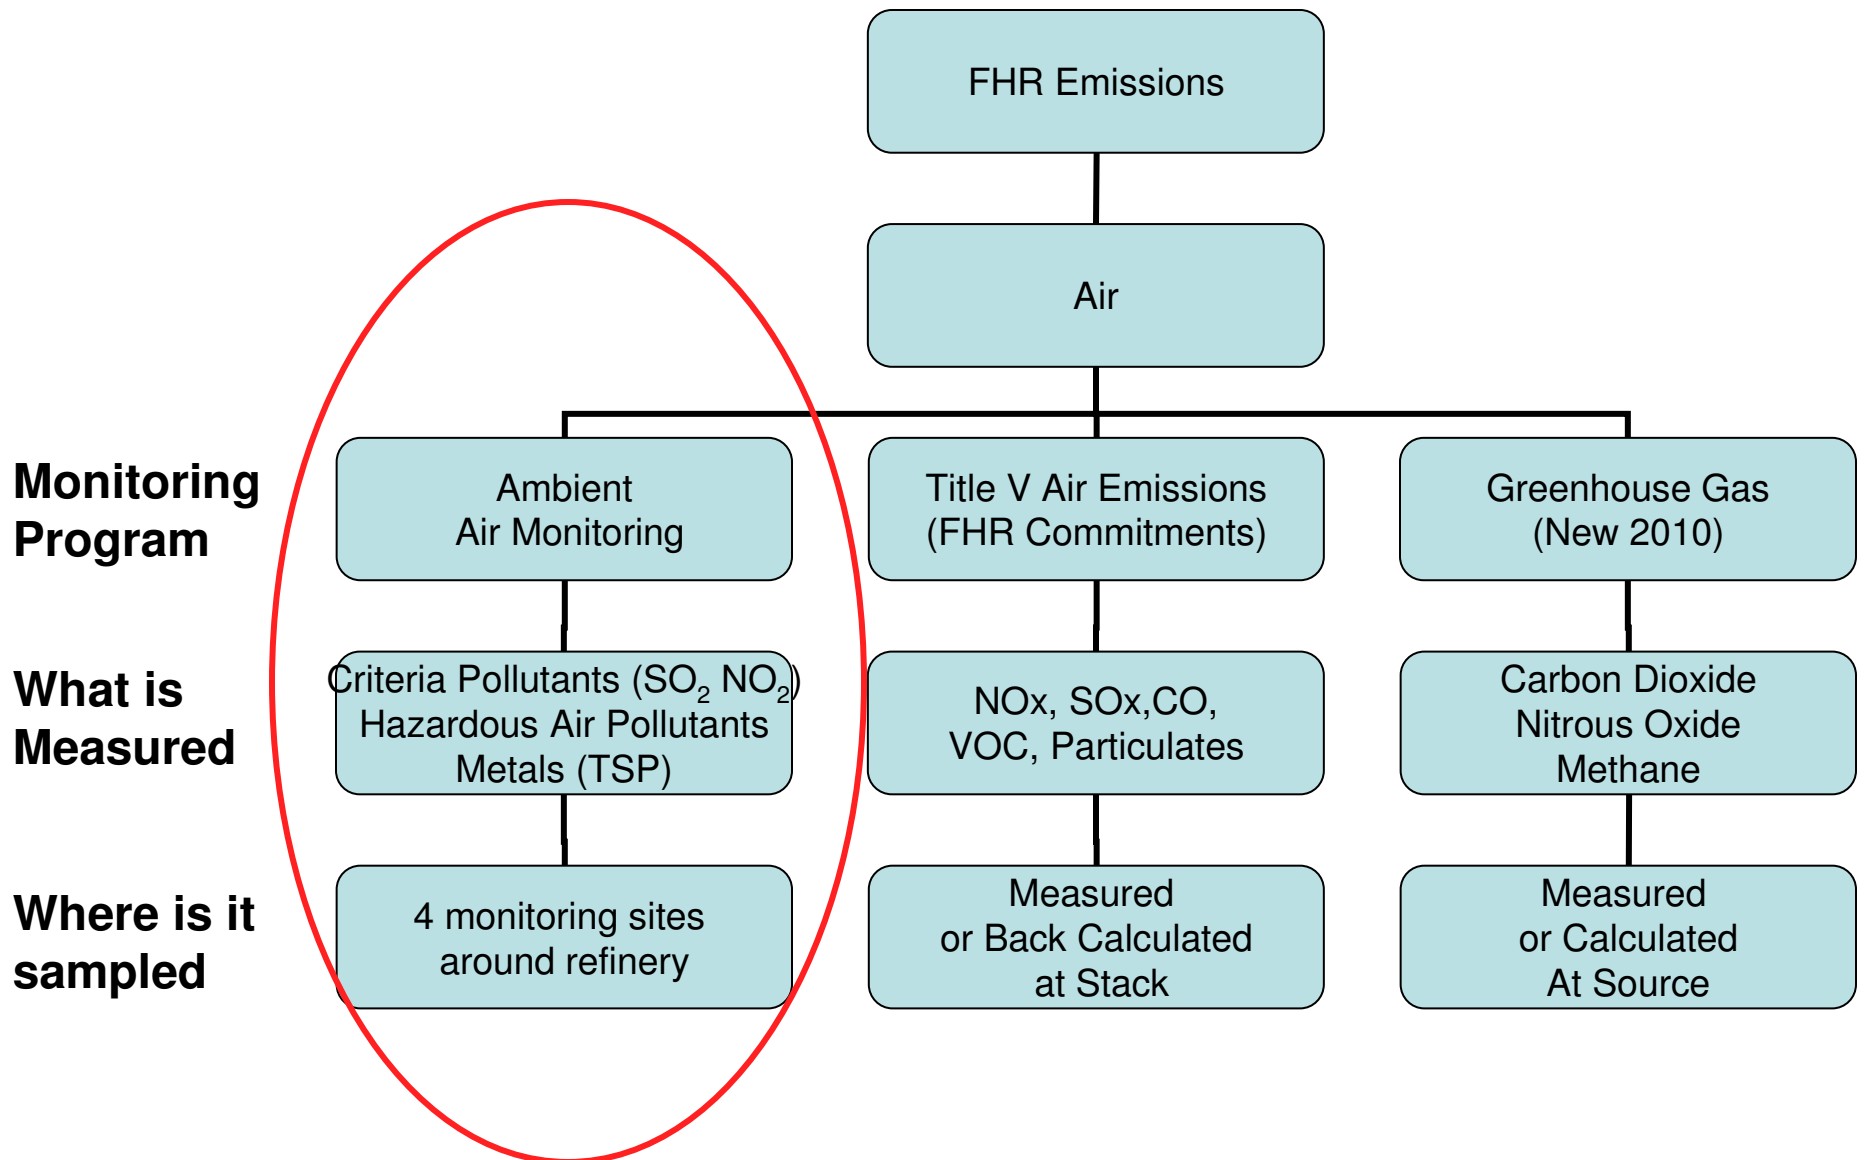 FHR Emissions
Air
Monitoring
Program
Ambient
Air Monitoring
Title V Air Emissions
(FHR Commitments)
Greenhouse Gas
(New 2010)
What is
Measured
Criteria Pollutants (SO₂ NO₂)
Hazardous Air Pollutants
Metals (TSP)
NOx, SOx,CO,
VOC, Particulates
Carbon Dioxide
Nitrous Oxide
Methane
Where is it
sampled
4 monitoring sites
around refinery
Measured
or Back Calculated
at Stack
Measured
or Calculated
At Source